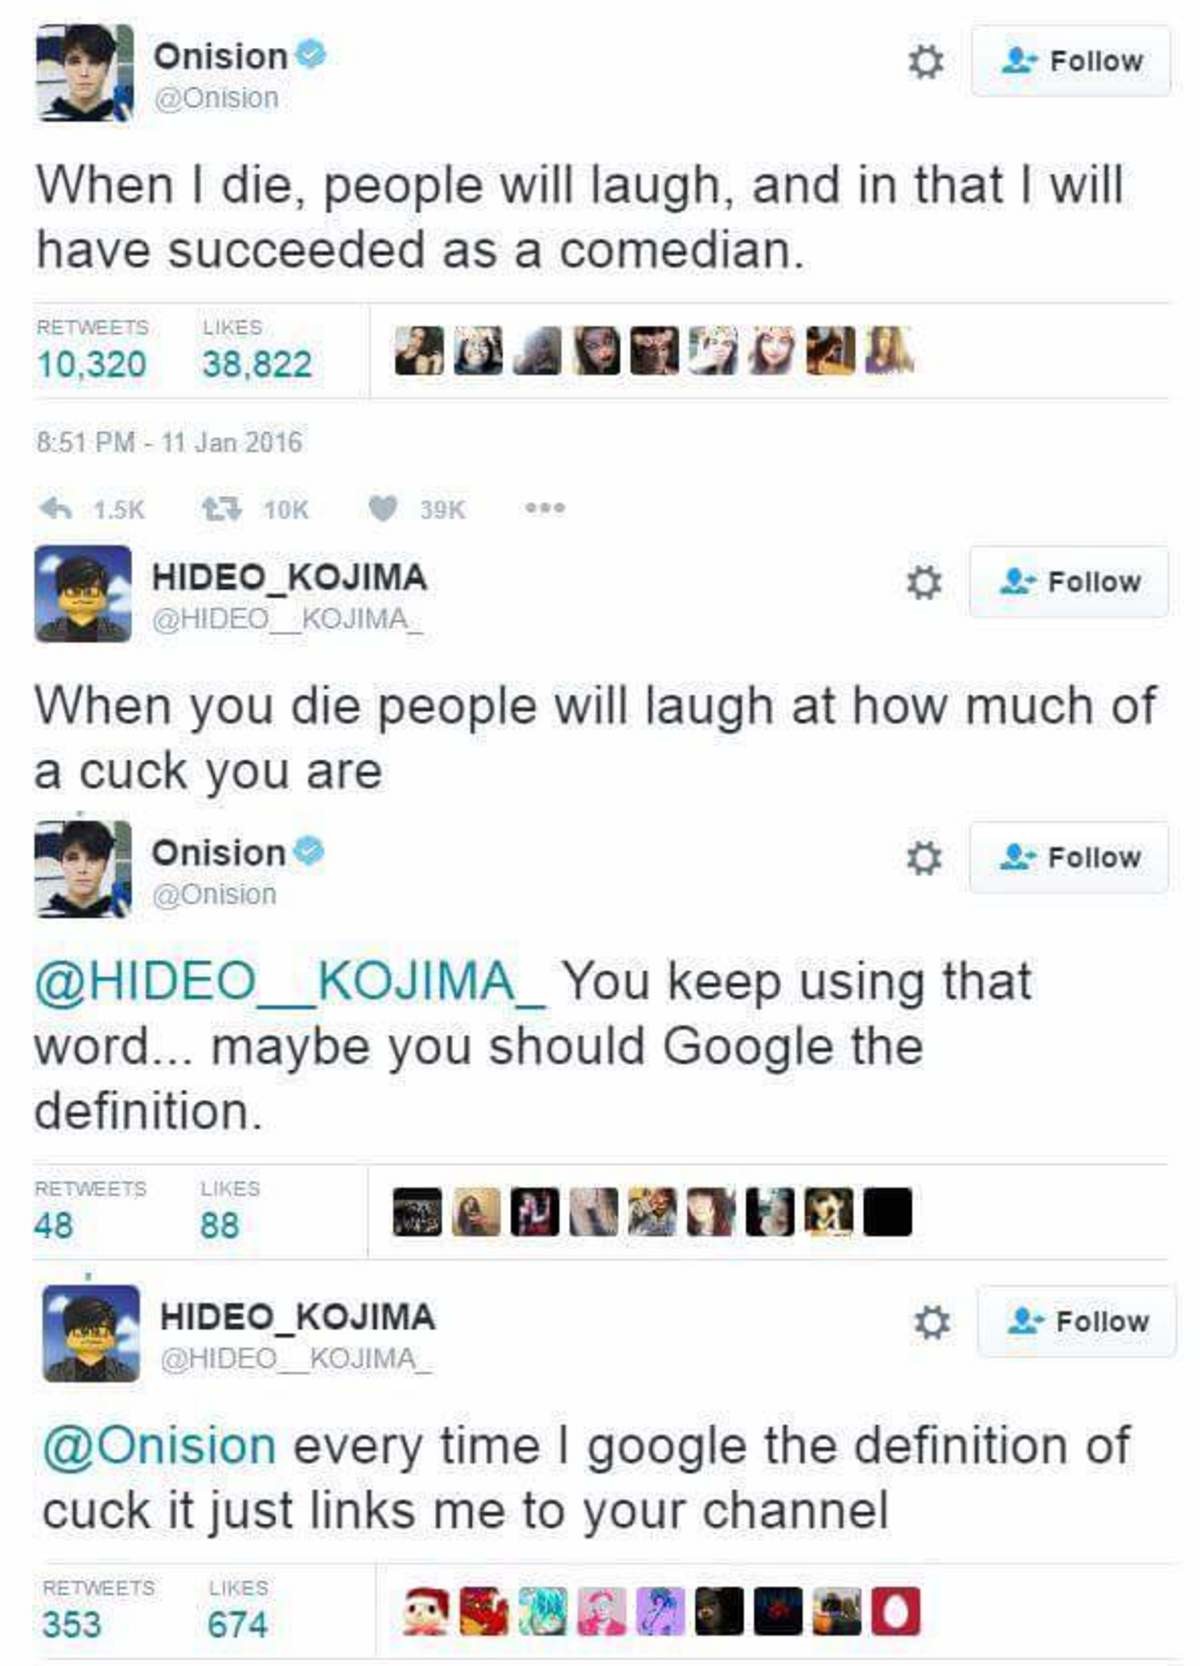 Onision
@Onision
Follow
When I die, people will laugh, and in that I will
have succeeded as a comedian.
RETWEETS LIKES
10,320 38,822
8:51 PM - 11 Jan 2016
1.5K 10K 39K
HIDEO_KOJIMA
@HIDEO__KOJIMA_
Follow
When you die people will laugh at how much of
a cuck you are
Onision
@Onision
Follow
@HIDEO__KOJIMA_ You keep using that
word... maybe you should Google the
definition.
RETWEETS LIKES
48 88
HIDEO_KOJIMA
@HIDEO__KOJIMA_
Follow
@Onision every time I google the definition of
cuck it just links me to your channel
RETWEETS LIKES
353 674